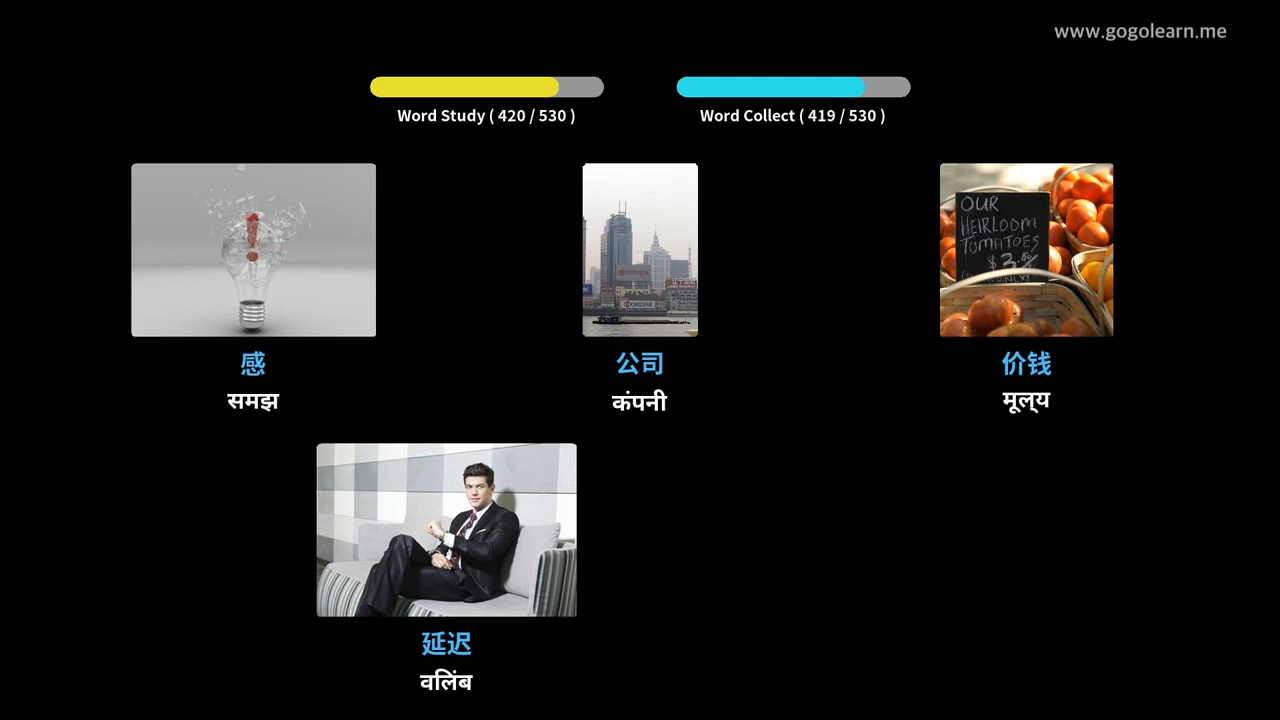 www.gogolearn.me
Word Study ( 420 / 530 )
Word Collect ( 419 / 530 )
感
समझ
TOYOTA
公司
कंपनी
OUR
HEIRLOOM
TOMATOES
价钱
मूल्य
延迟
वलिंब